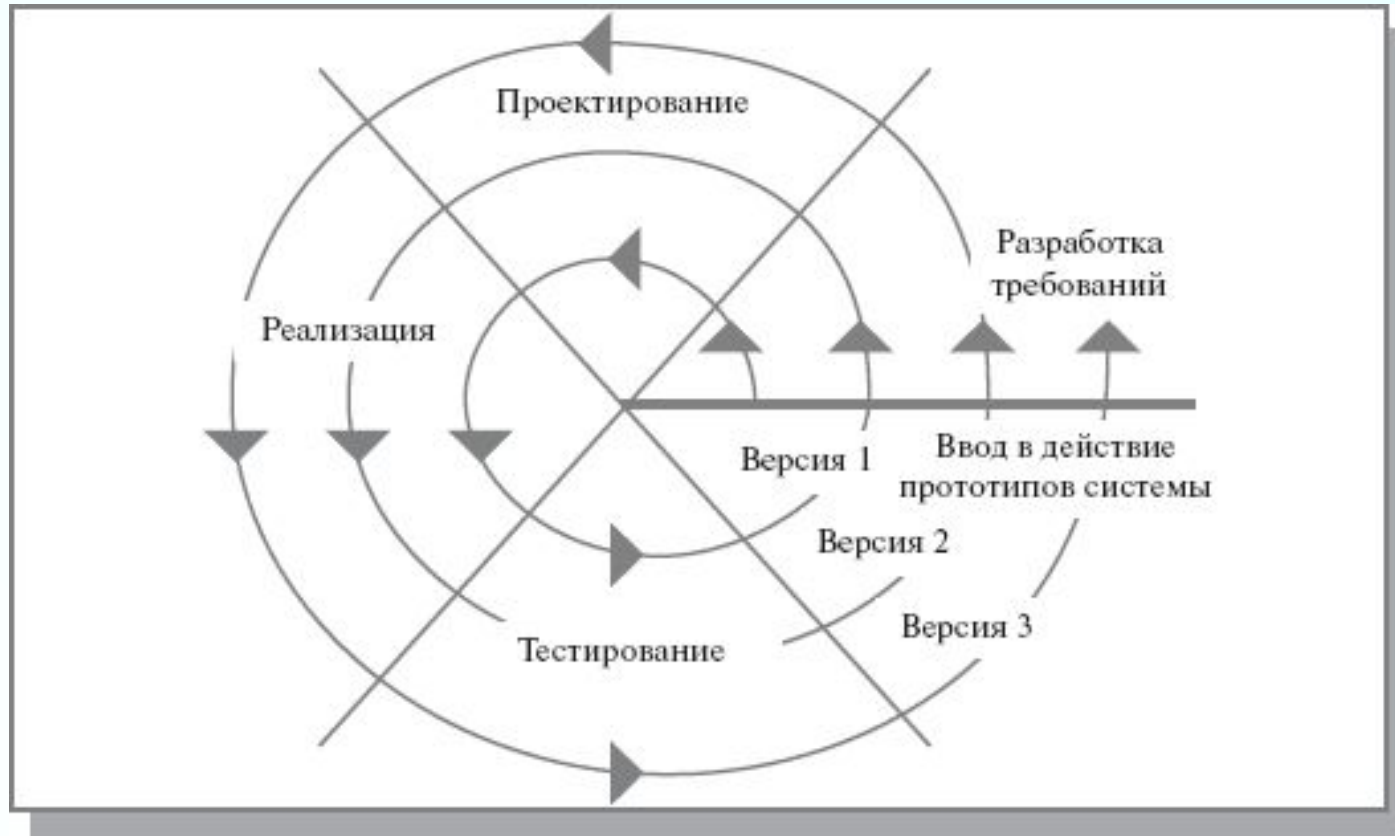 Проектирование
Разработка
требований
Реализация
Версия 1
Ввод в действие
прототипов системы
Версия 2
Версия 3
Тестирование